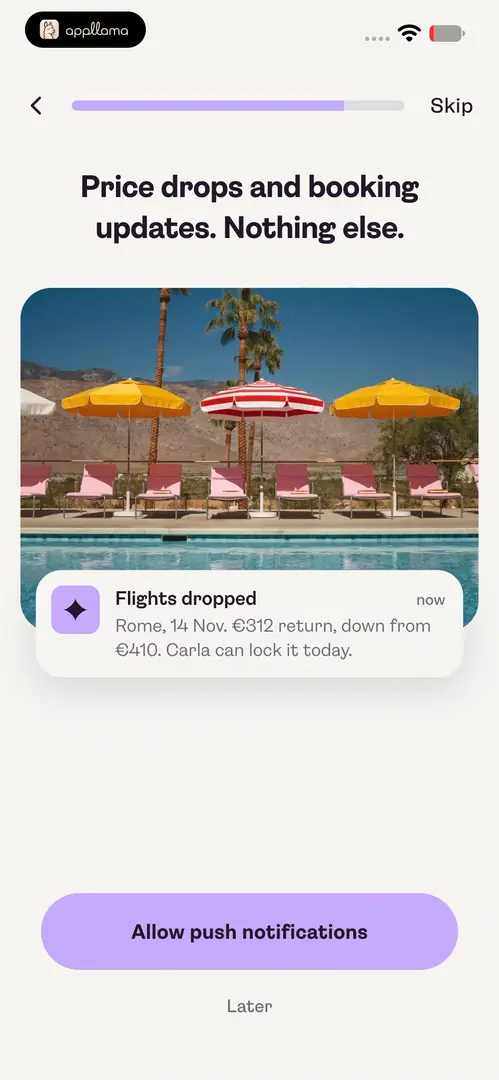 appllama
Skip
Price drops and booking
updates. Nothing else.
Flights dropped
now
Rome, 14 Nov. €312 return, down from
€410. Carla can lock it today.
Allow push notifications
Later